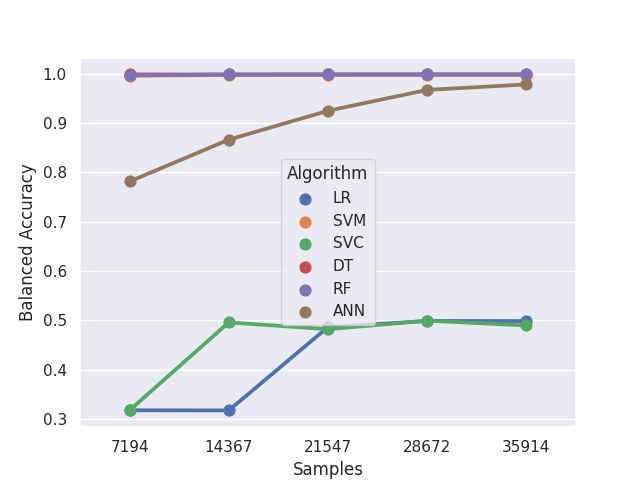 1.0
0.9
0.8
0.7
0.6
0.5
0.4
0.3
Balanced Accuracy
Algorithm
LR
SVM
SVC
DT
RF
ANN
7194 14367 21547 28672 35914
Samples